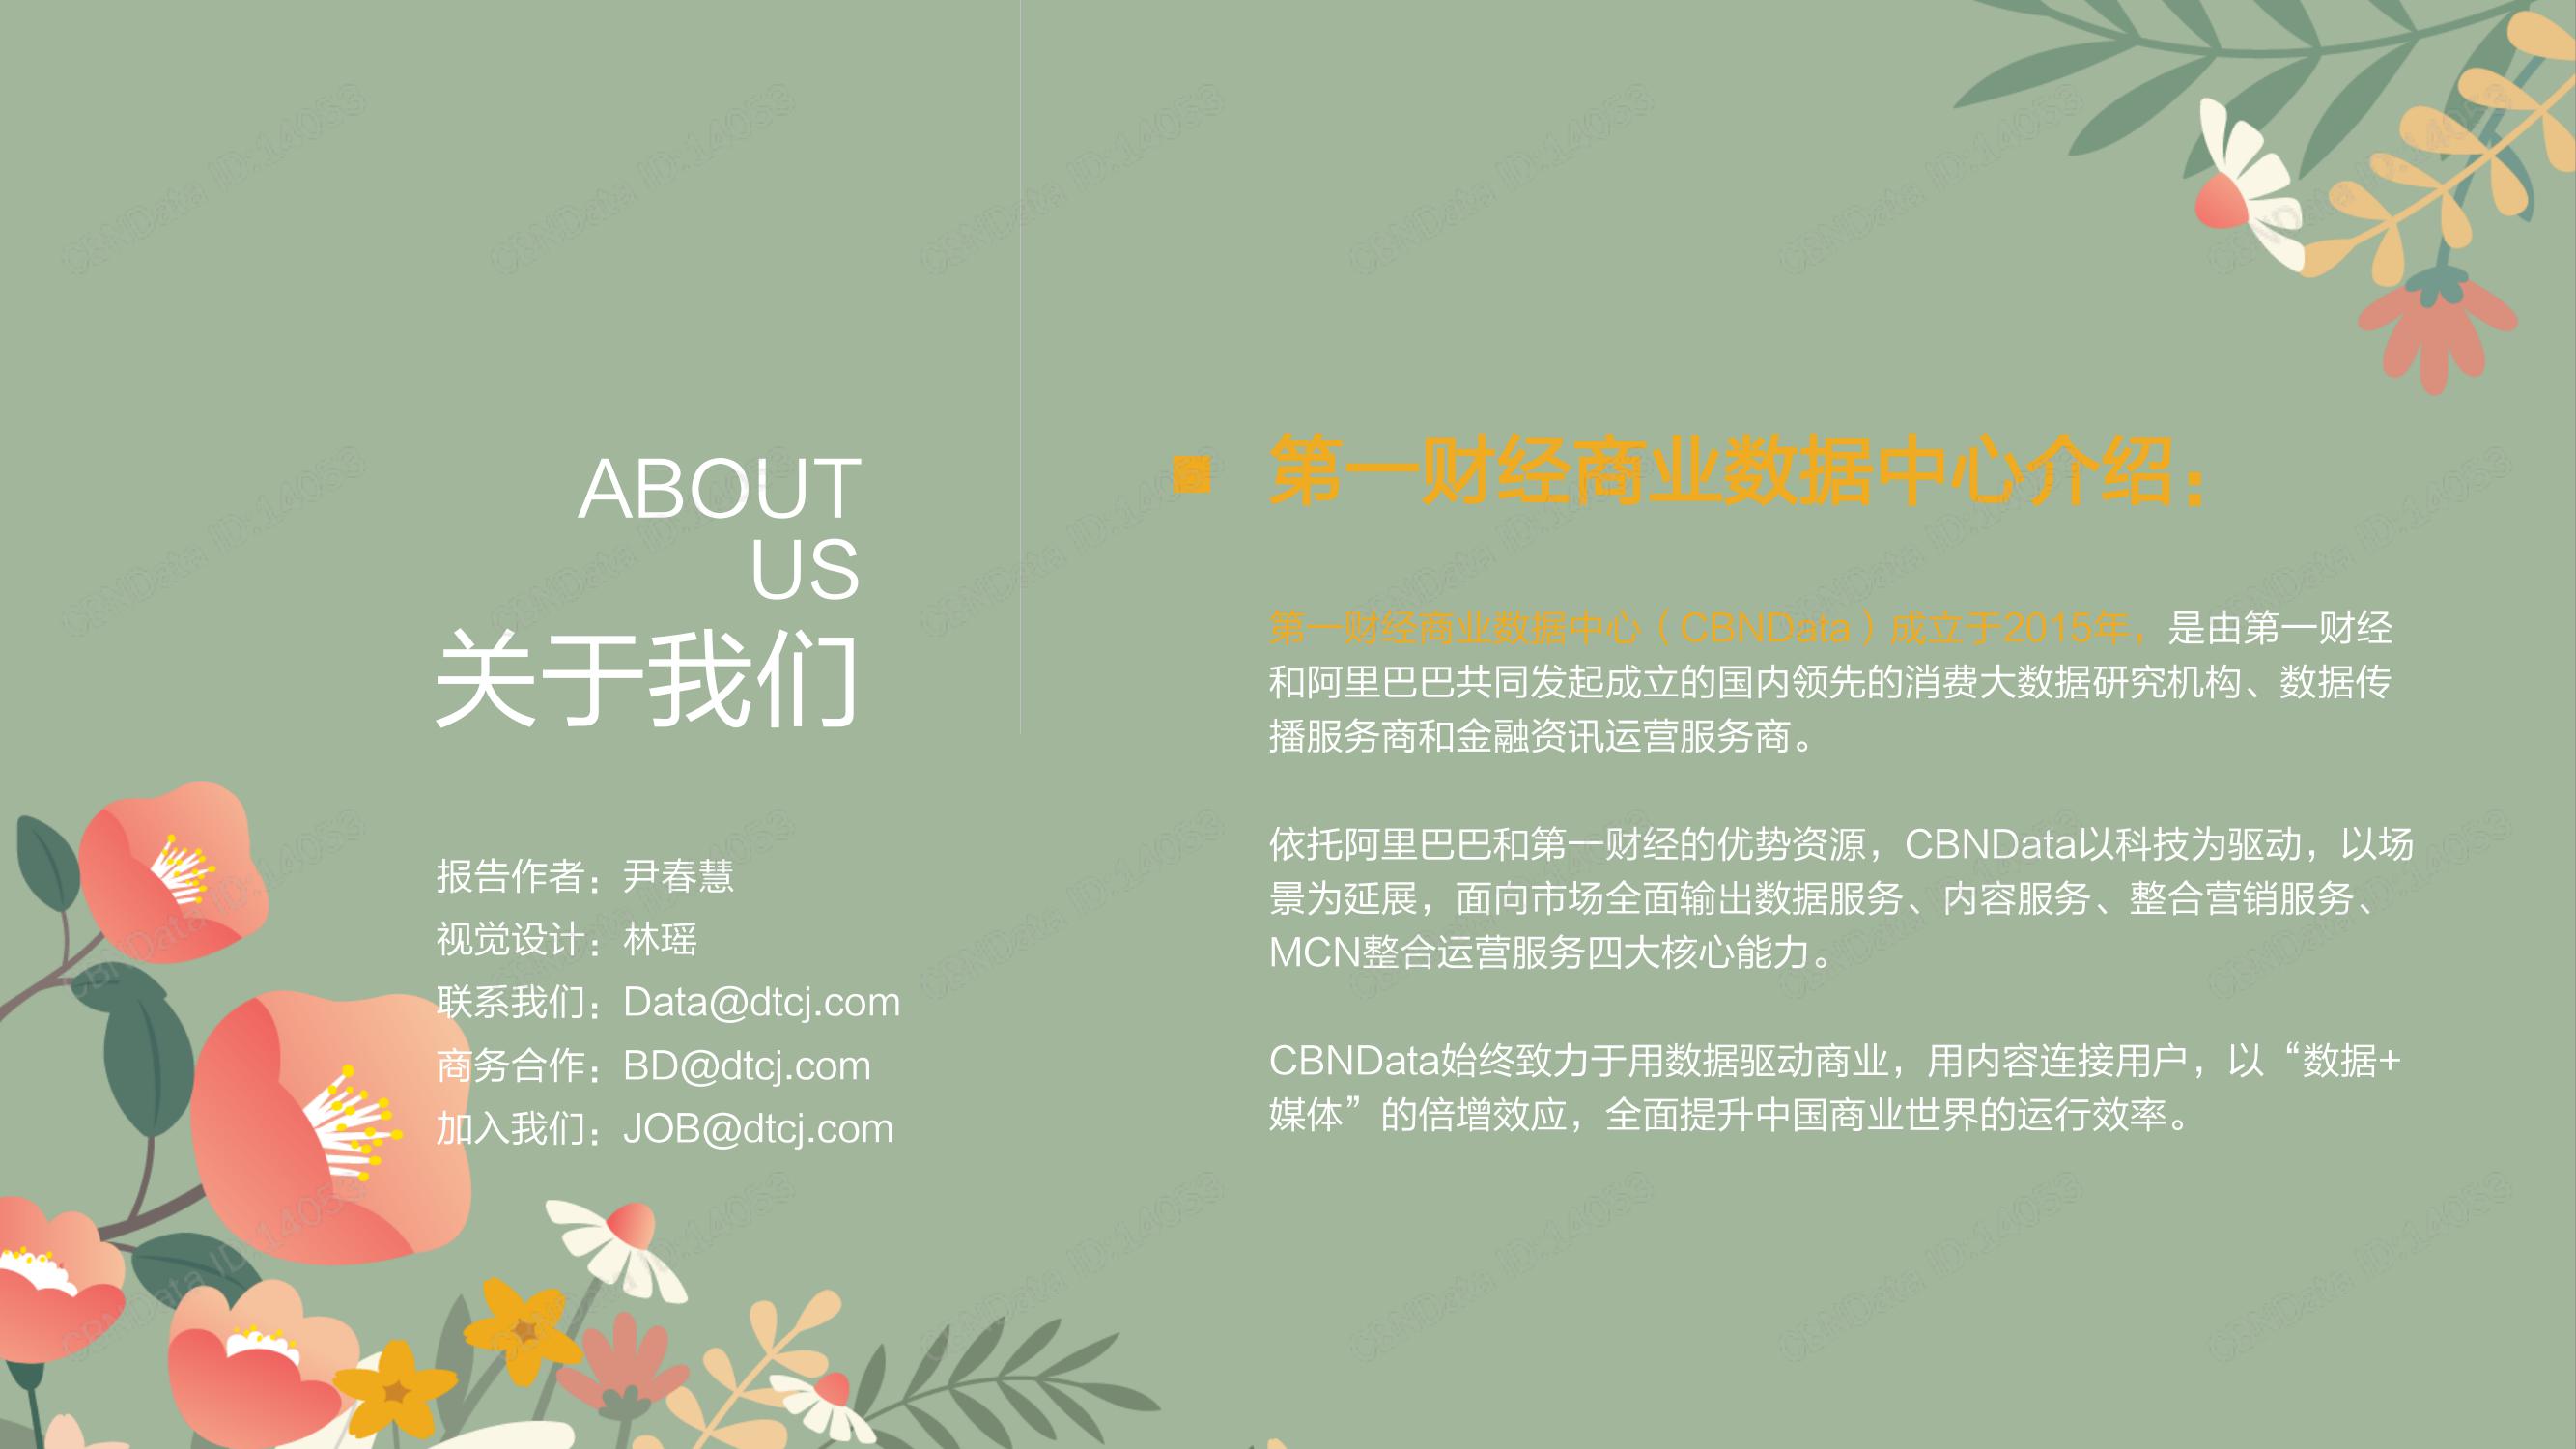 ABOUT
US
关于我们
报告作者：尹春慧
视觉设计：林瑶
联系我们：Data@dtcj.com
商务合作：BD@dtcj.com
加入我们：JOB@dtcj.com
第一财经商业数据中心介绍：
第一财经商业数据中心（CBNData）成立于2015年，是由第一财经
和阿里巴巴共同发起成立的国内领先的消费大数据研究机构、数据传
播服务商和金融资讯运营服务商。
依托阿里巴巴和第一财经的优势资源，CBNData以科技为驱动，以场
景为延展，面向市场全面输出数据服务、内容服务、整合营销服务、
MCN整合运营服务四大核心能力。
CBNData始终致力于用数据驱动商业，用内容连接用户，以“数据+
媒体”的倍增效应，全面提升中国商业世界的运行效率。
CBNData ID:14053